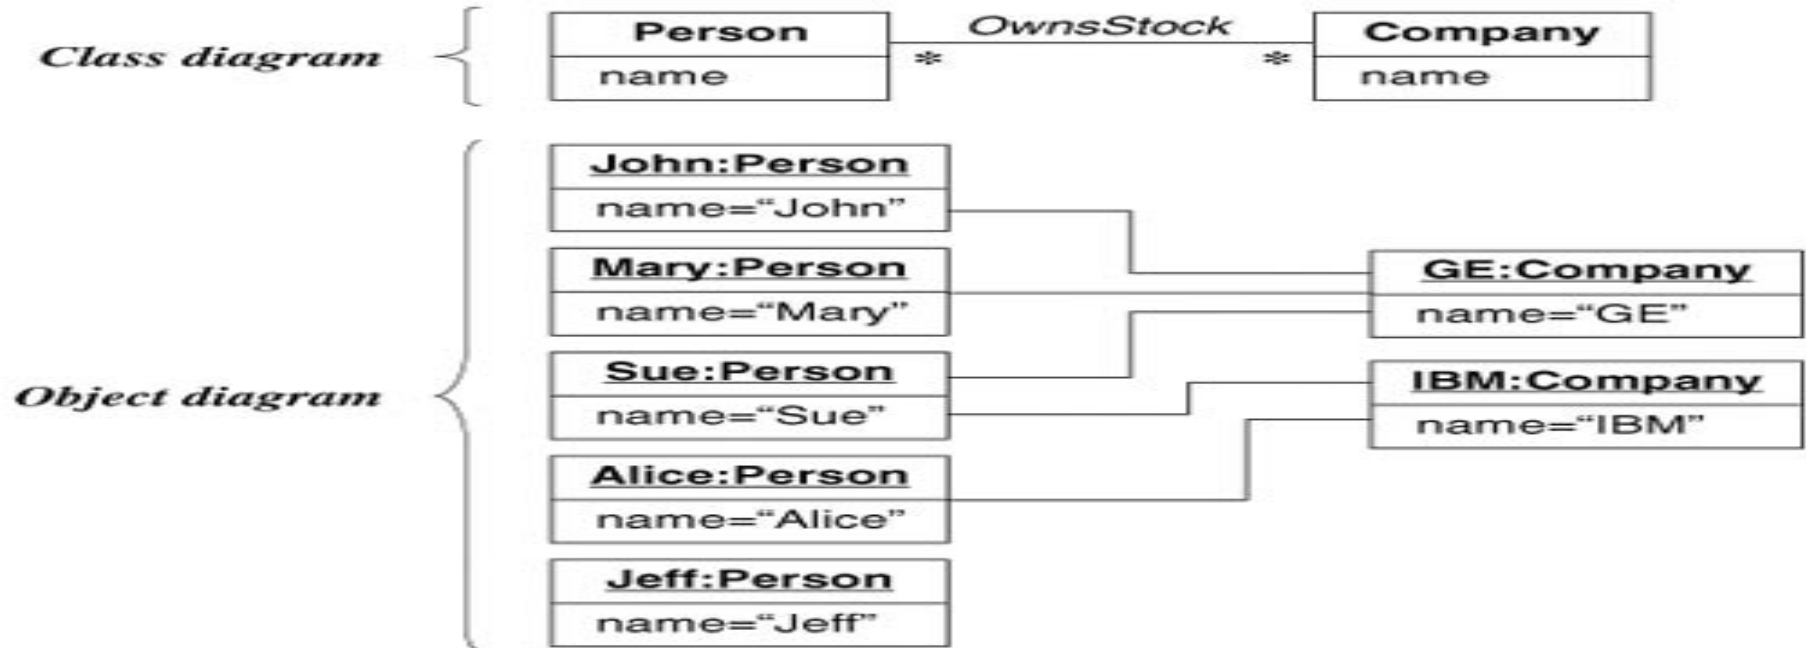 Class diagram
Person
name
OwnsStock
*
*
Company
name
Object diagram
John:Person
name=“John”
Mary:Person
name=“Mary”
Sue:Person
name=“Sue”
Alice:Person
name=“Alice”
Jeff:Person
name=“Jeff”
GE:Company
name=“GE”
IBM:Company
name=“IBM”